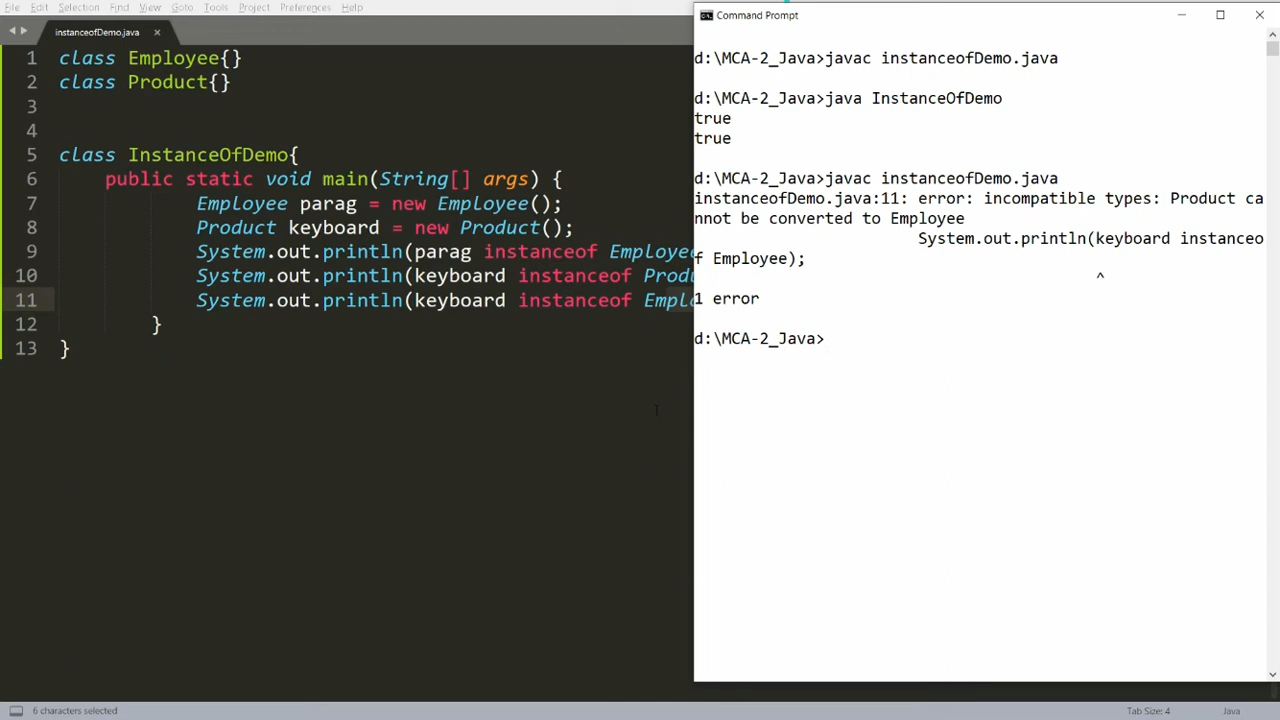 File Edit Selection Find View Goto Tools Project Preferences Help
instanceofDemo.java
1 class Employee{}
2 class Product{}
3
4
5 class InstanceOfDemo{
6 public static void main(String[] args) {
7 Employee parag = new Employee();
8 Product keyboard = new Product();
9 System.out.println(parag instanceof Employee
10 System.out.println(keyboard instanceof Produ
11 System.out.println(keyboard instanceof Emplo
12 }
13 }
6 characters selected
Tab Size: 4 Java
Command Prompt
d:\MCA-2_Java>javac instanceofDemo.java
d:\MCA-2_Java>java InstanceOfDemo
true
true
d:\MCA-2_Java>javac instanceofDemo.java
instanceofDemo.java:11: error: incompatible types: Product ca
nnot be converted to Employee
System.out.println(keyboard instanceo
f Employee);
^
1 error
d:\MCA-2_Java>